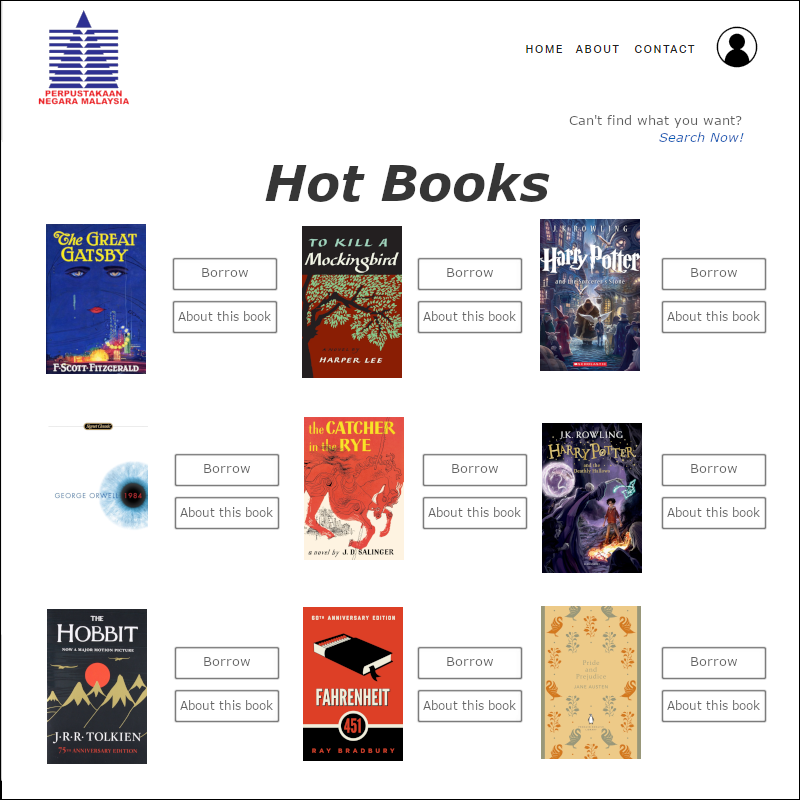 PERPUSTAKAAN
NEGARA MALAYSIA
HOME ABOUT CONTACT
Can't find what you want?
Search Now!
Hot Books
The GREAT
GATSBY
F·SCOTT·FITZGERALD
Borrow
About this book
TO KILL A
Mockingbird
HARPER LEE
Borrow
About this book
J.K. ROWLING
Harry Potter
and the Sorcerer's Stone
SCHOLASTIC
Borrow
About this book
Signet Classic
GEORGE ORWELL 1984
Borrow
About this book
the CATCHER
in the RYE
a novel by J. D. SALINGER
Borrow
About this book
J.K. ROWLING
HARRY POTTER
and the
Deathly Hallows
Borrow
About this book
THE
HOBBIT
NOW A MAJOR MOTION PICTURE
J·R·R·TOLKIEN
75TH ANNIVERSARY EDITION
Borrow
About this book
60TH ANNIVERSARY EDITION
FAHRENHEIT
451
RAY BRADBURY
Borrow
About this book
Pride
and
Prejudice
JANE AUSTEN
Borrow
About this book